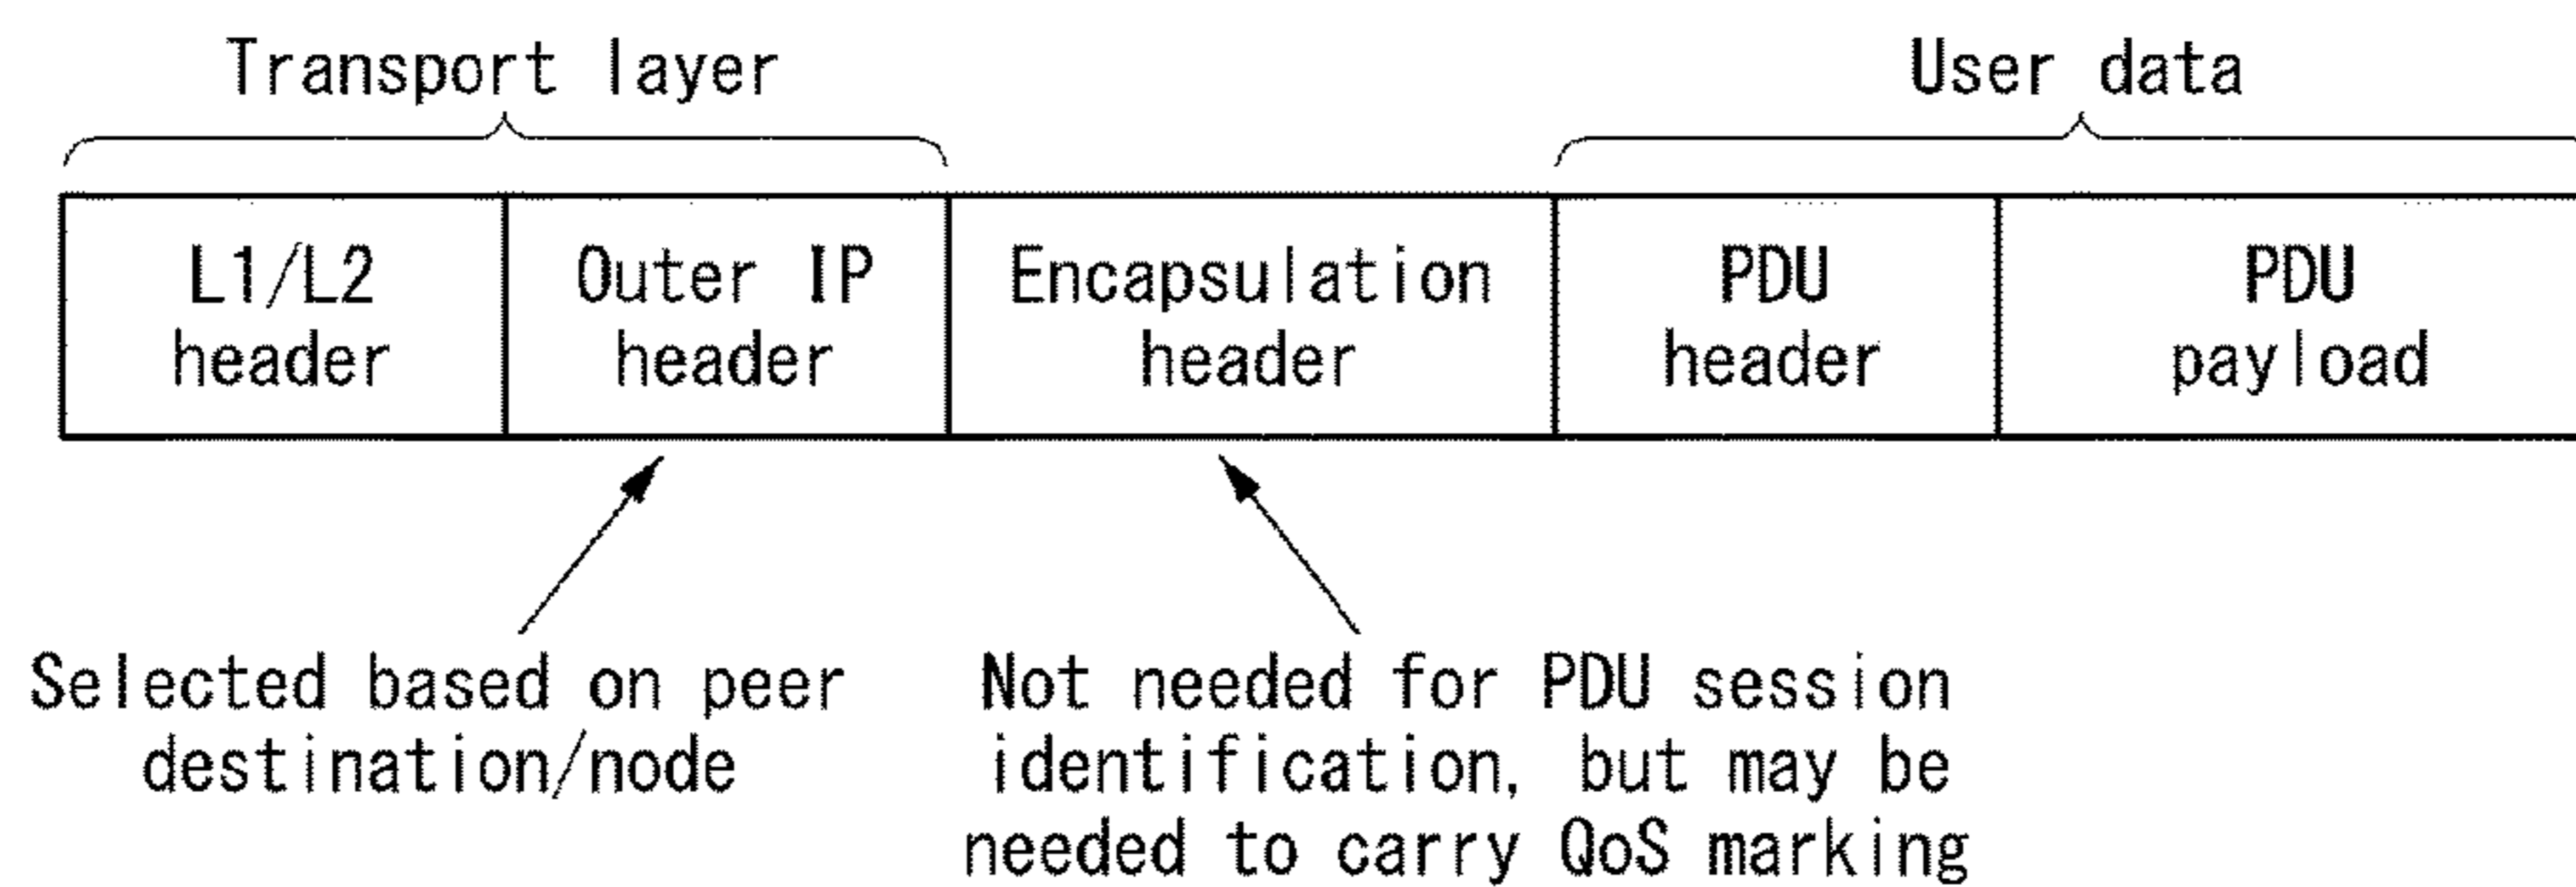 Transport layer
User data
L1/L2
header
Outer IP
header
Encapsulation
header
PDU
header
PDU
payload
Selected based on peer
destination/node
Not needed for PDU session
identification, but may be
needed to carry QoS marking